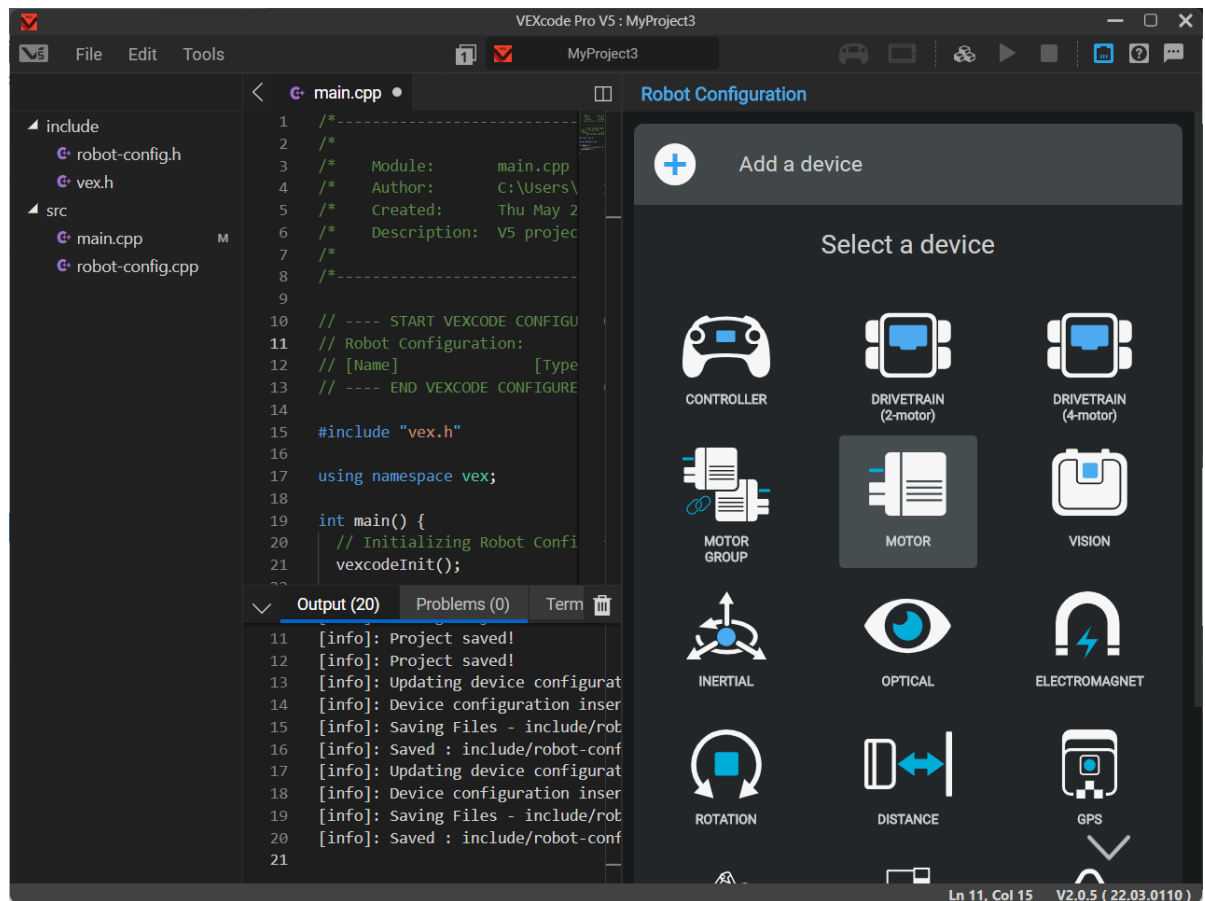 VEXcode Pro V5 : MyProject3
V5 File Edit Tools
1 MyProject3
include
robot-config.h
vex.h
src
main.cpp M
robot-config.cpp
main.cpp
1 /*---------------------------
2 /*
3 /* Module: main.cpp
4 /* Author: C:\Users\
5 /* Created: Thu May 2
6 /* Description: V5 projec
7 /*
8 /*---------------------------
9
10 // ---- START VEXCODE CONFIGU
11 // Robot Configuration:
12 // [Name] [Type
13 // ---- END VEXCODE CONFIGURE
14
15 #include "vex.h"
16
17 using namespace vex;
18
19 int main() {
20 // Initializing Robot Confi
21 vexcodeInit();
Output (20) Problems (0) Term
11 [info]: Project saved!
12 [info]: Project saved!
13 [info]: Updating device configurat
14 [info]: Device configuration inser
15 [info]: Saving Files - include/rob
16 [info]: Saved : include/robot-conf
17 [info]: Updating device configurat
18 [info]: Device configuration inser
19 [info]: Saving Files - include/rob
20 [info]: Saved : include/robot-conf
21
Robot Configuration
Add a device
Select a device
CONTROLLER
DRIVETRAIN
(2-motor)
DRIVETRAIN
(4-motor)
MOTOR
GROUP
MOTOR
VISION
INERTIAL
OPTICAL
ELECTROMAGNET
ROTATION
DISTANCE
GPS
Ln 11, Col 15 V2.0.5 ( 22.03.0110 )